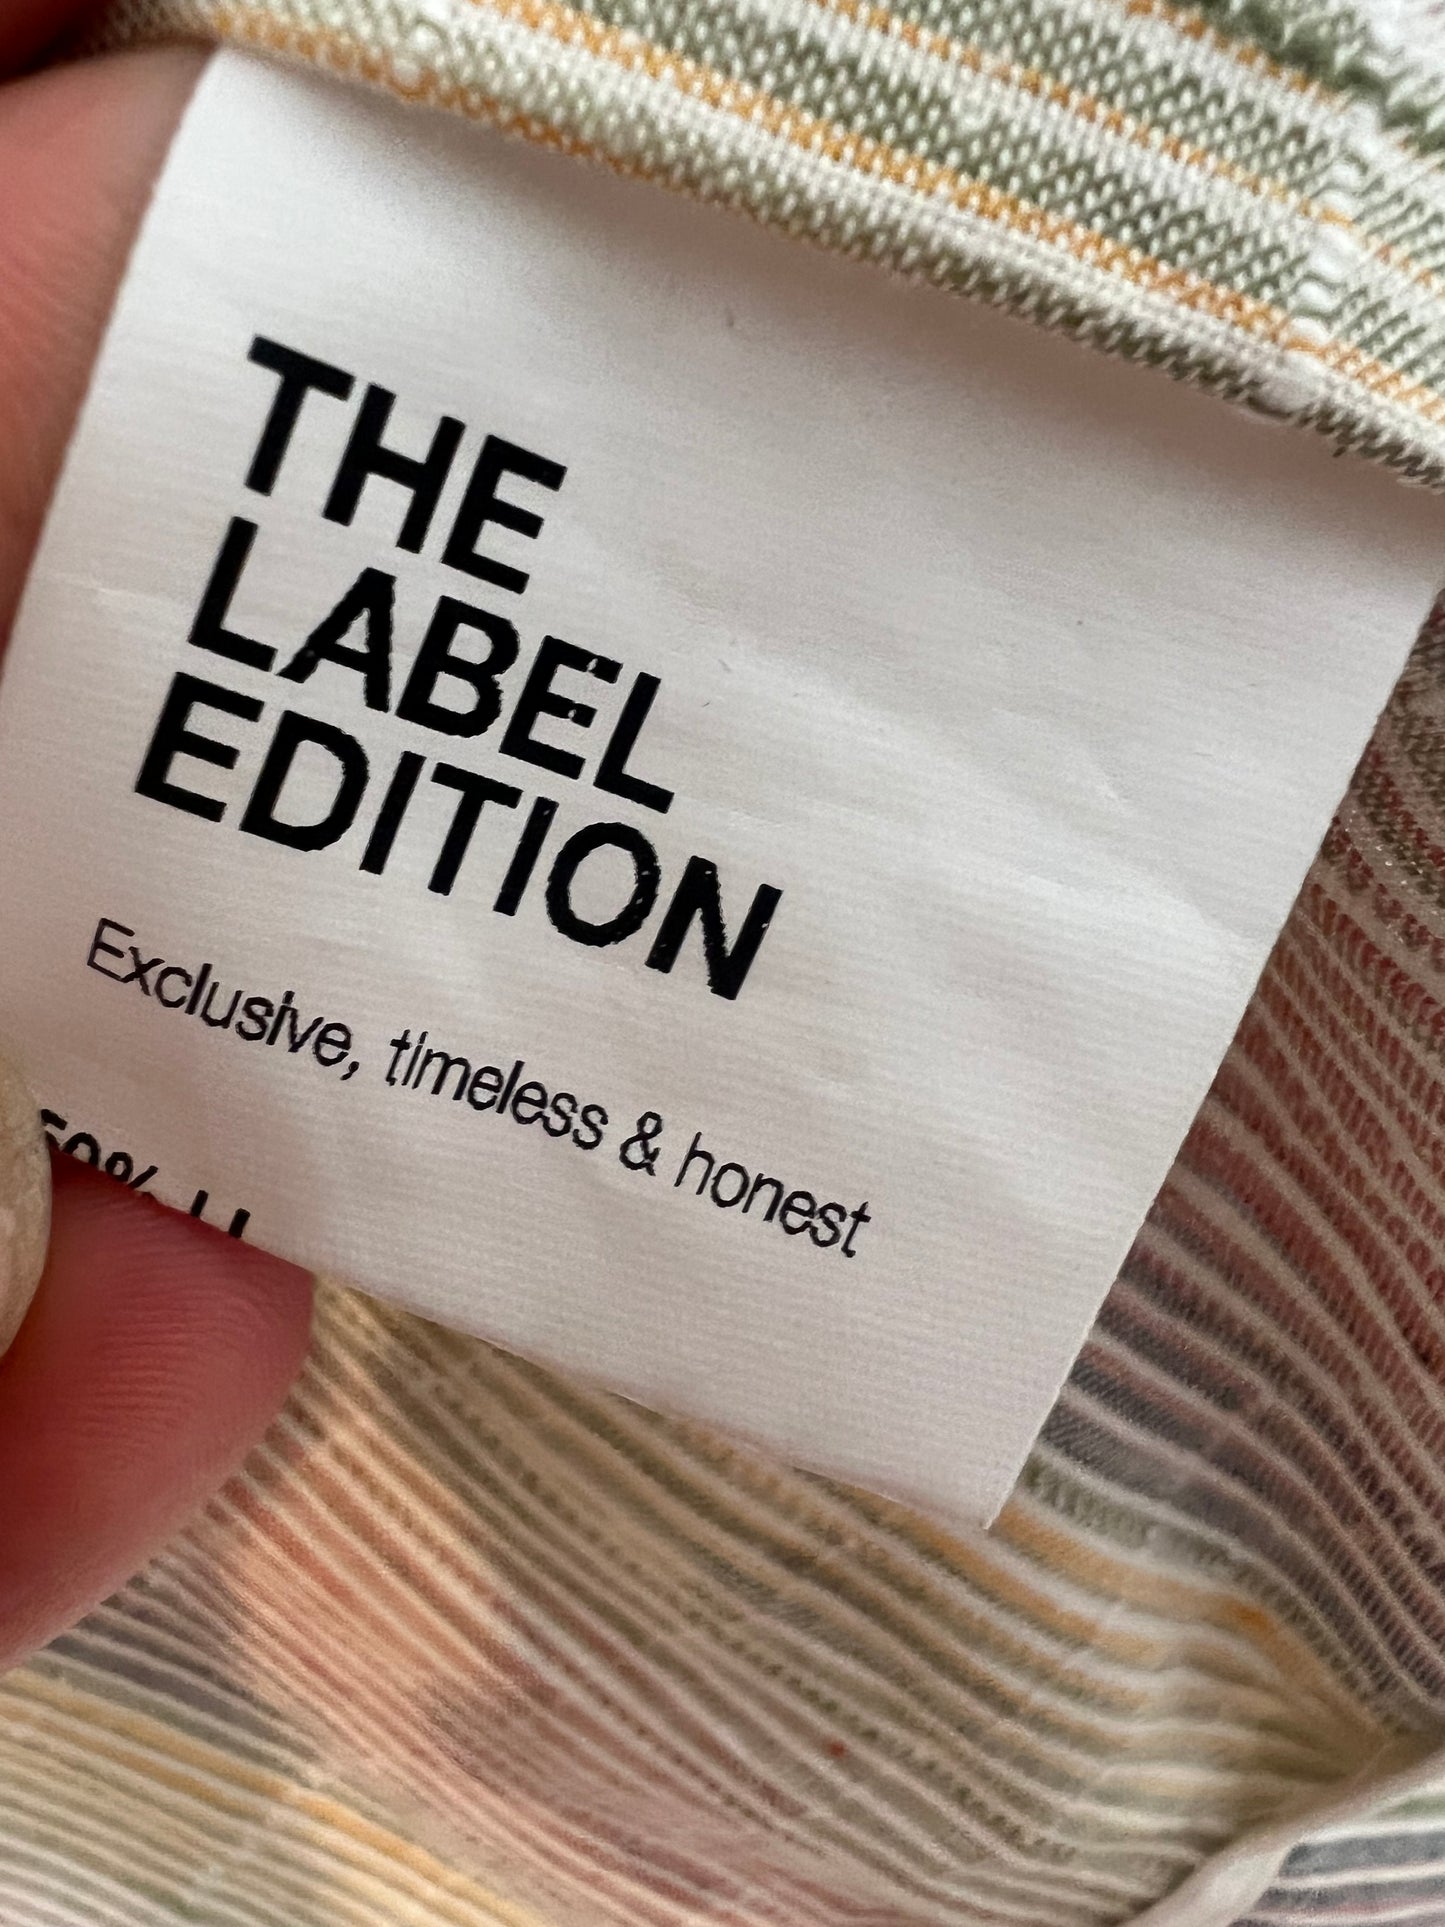 THE
LABEL
EDITION
Exclusive, timeless & honest